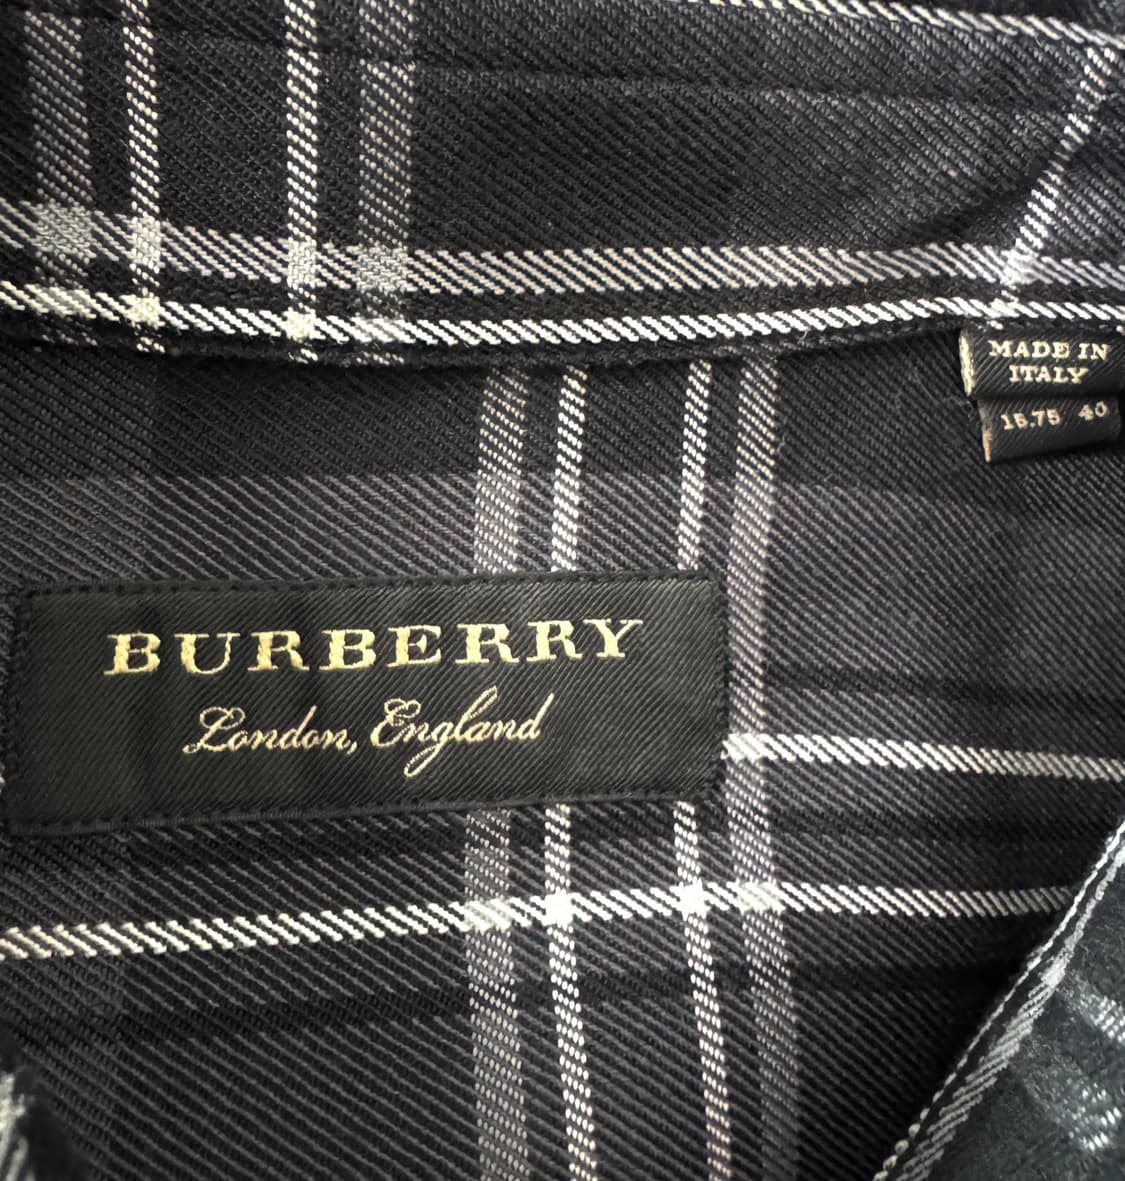 MADE IN
ITALY
15.75 40
BURBERRY
London, England